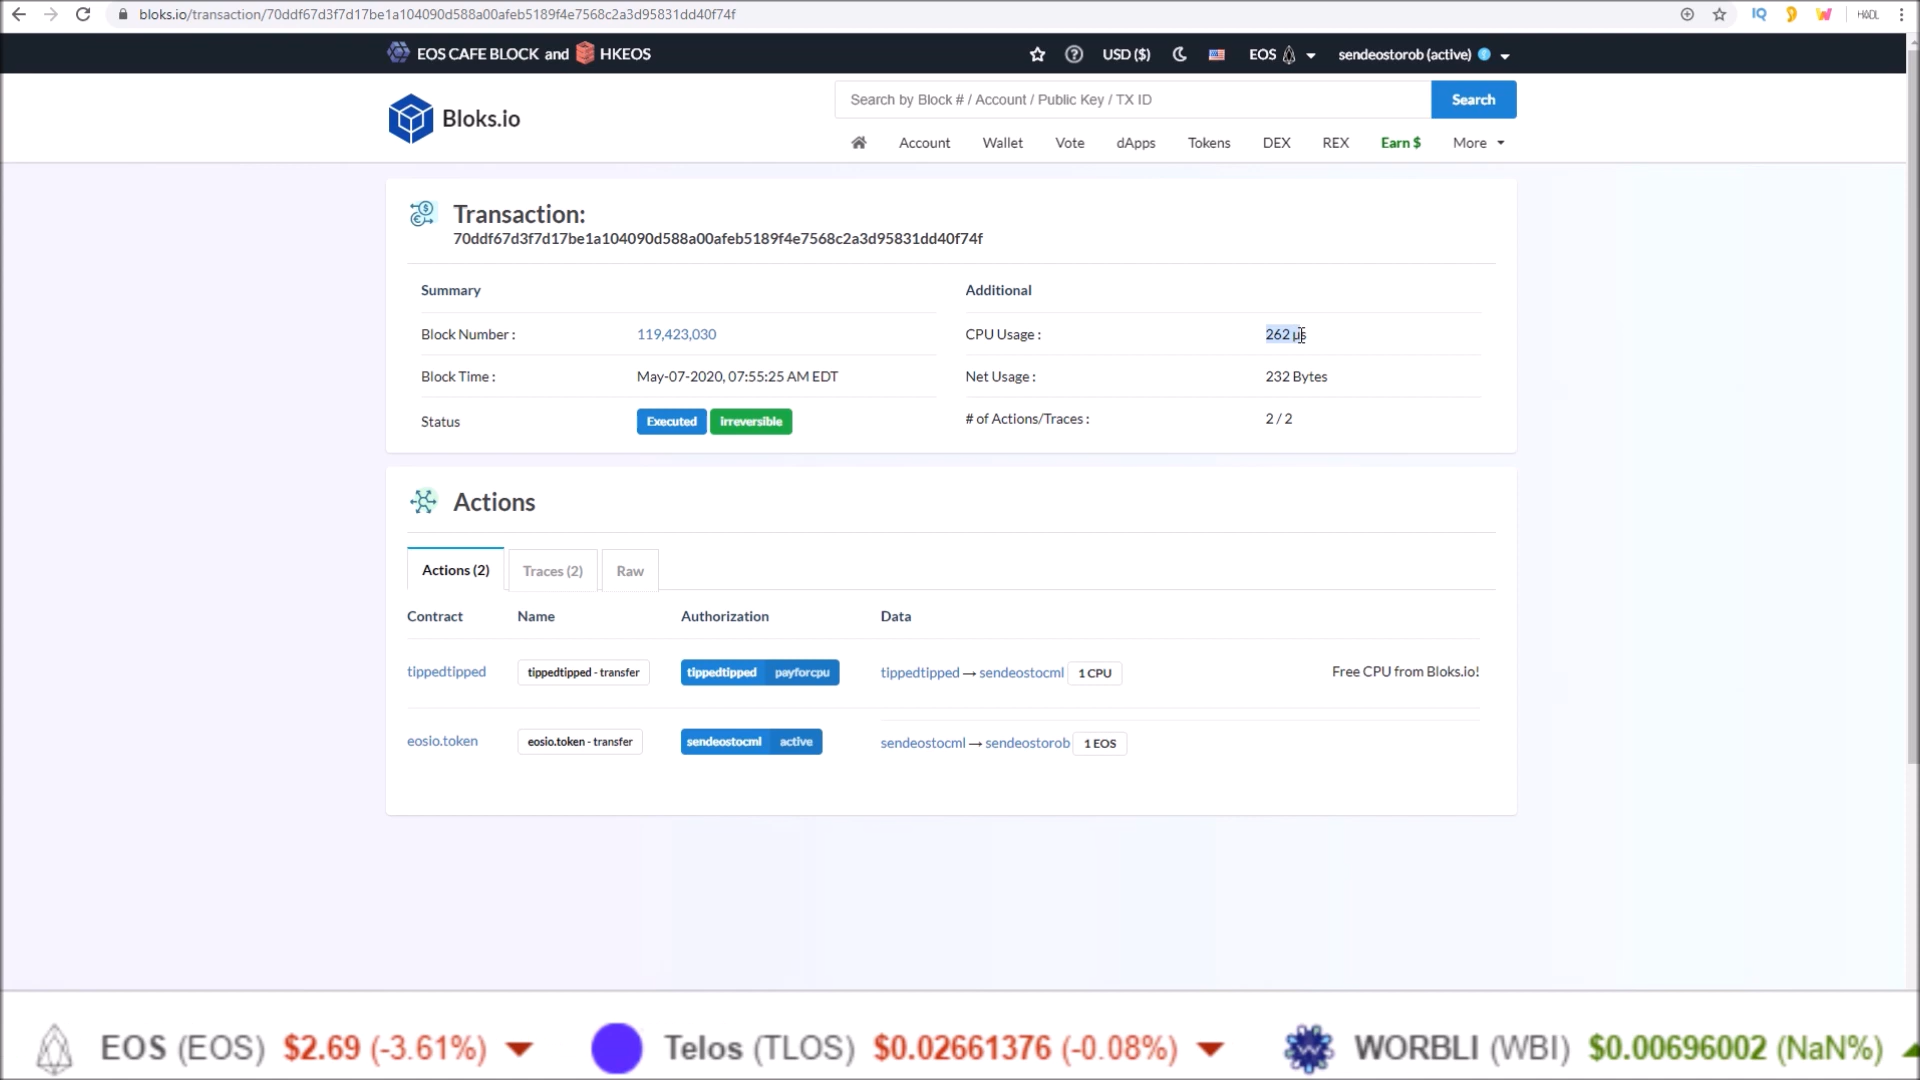 bloks.io/transaction/70ddf67d3f7d17be1a104090d588a00afeb5189f4e7568c2a3d95831dd40f74f
IQ
HADL
EOS CAFE BLOCK and HKEOS
USD ($)
EOS
sendeostorob (active)
Bloks.io
Search by Block # / Account / Public Key / TX ID
Search
Account Wallet Vote dApps Tokens DEX REX Earn $ More
Transaction:
70ddf67d3f7d17be1a104090d588a00afeb5189f4e7568c2a3d95831dd40f74f
Summary
Block Number : 119,423,030
Block Time : May-07-2020, 07:55:25 AM EDT
Status Executed irreversible
Additional
CPU Usage : 262 µs
Net Usage : 232 Bytes
# of Actions/Traces : 2 / 2
Actions
Actions (2) Traces (2) Raw
Contract Name Authorization Data
tippedtipped tippedtipped - transfer tippedtipped payforcpu tippedtipped → sendeostocml 1 CPU Free CPU from Bloks.io!
eosio.token eosio.token - transfer sendeostocml active sendeostocml → sendeostorob 1 EOS
EOS (EOS) $2.69 (-3.61%) Telos (TLOS) $0.02661376 (-0.08%) WORBLI (WBI) $0.00696002 (NaN%)